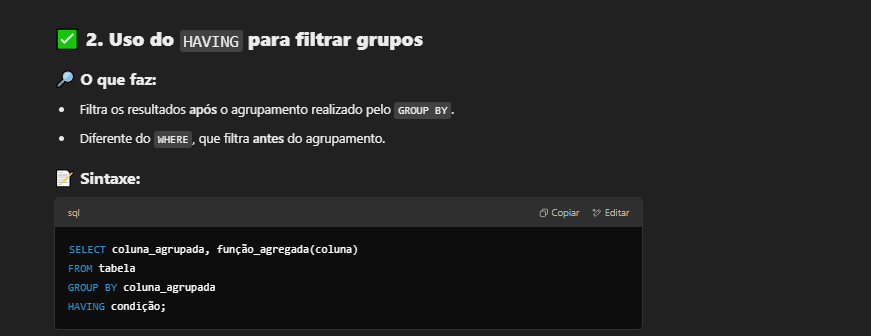 ✅ 2. Uso do HAVING para filtrar grupos
🔎 O que faz:
• Filtra os resultados após o agrupamento realizado pelo GROUP BY.
• Diferente do WHERE, que filtra antes do agrupamento.
📝 Sintaxe:
sql Copiar Editar
SELECT coluna_agrupada, função_agregada(coluna)
FROM tabela
GROUP BY coluna_agrupada
HAVING condição;